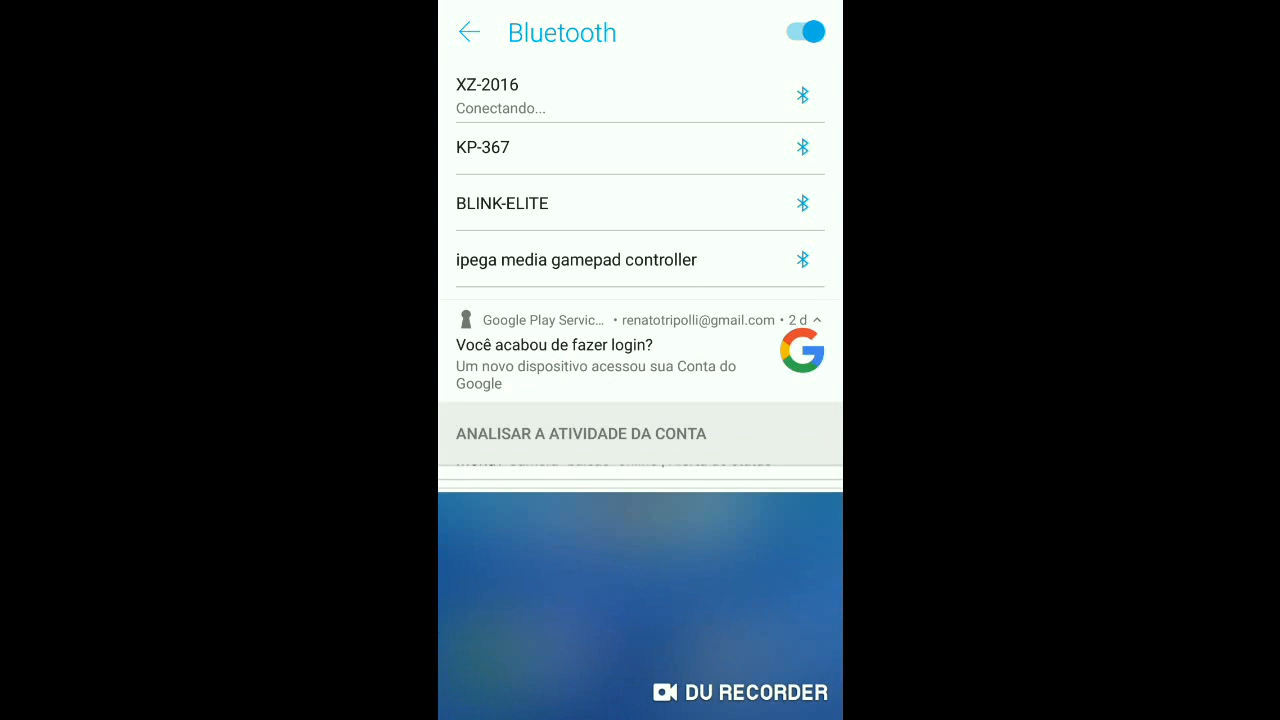 Bluetooth
XZ-2016
Conectando...
KP-367
BLINK-ELITE
ipega media gamepad controller
Google Play Servic... • renatotripolli@gmail.com • 2 d
Você acabou de fazer login?
Um novo dispositivo acessou sua Conta do
Google
ANALISAR A ATIVIDADE DA CONTA
DU RECORDER